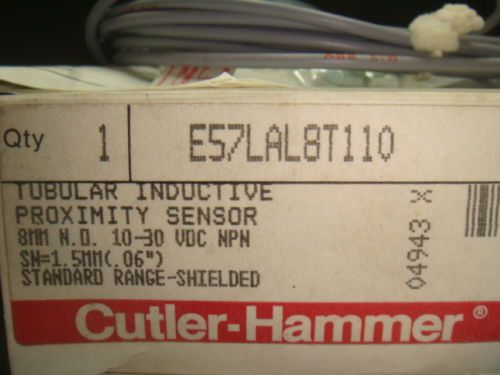 Qty 1 E57LAL8T110
TUBULAR INDUCTIVE
PROXIMITY SENSOR
8MM N.O. 10-30 VDC NPN
SN=1.5MM(.06")
STANDARD RANGE-SHIELDED
04943 X
Cutler-Hammer®